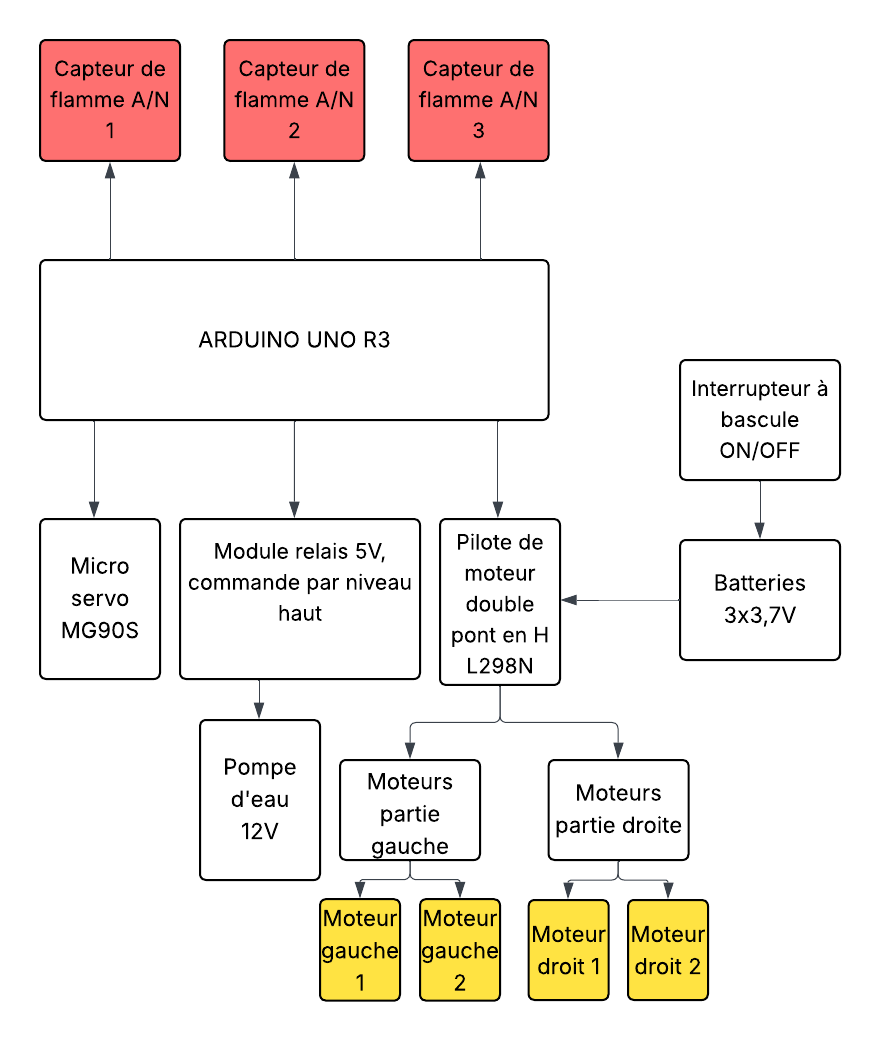 Capteur de
flamme A/N
1
Capteur de
flamme A/N
2
Capteur de
flamme A/N
3
ARDUINO UNO R3
Interrupteur à
bascule
ON/OFF
Micro
servo
MG90S
Module relais 5V,
commande par niveau
haut
Pilote de
moteur
double
pont en H
L298N
Batteries
3x3,7V
Pompe
d'eau
12V
Moteurs
partie
gauche
Moteurs
partie droite
Moteur
gauche
1
Moteur
gauche
2
Moteur
droit 1
Moteur
droit 2